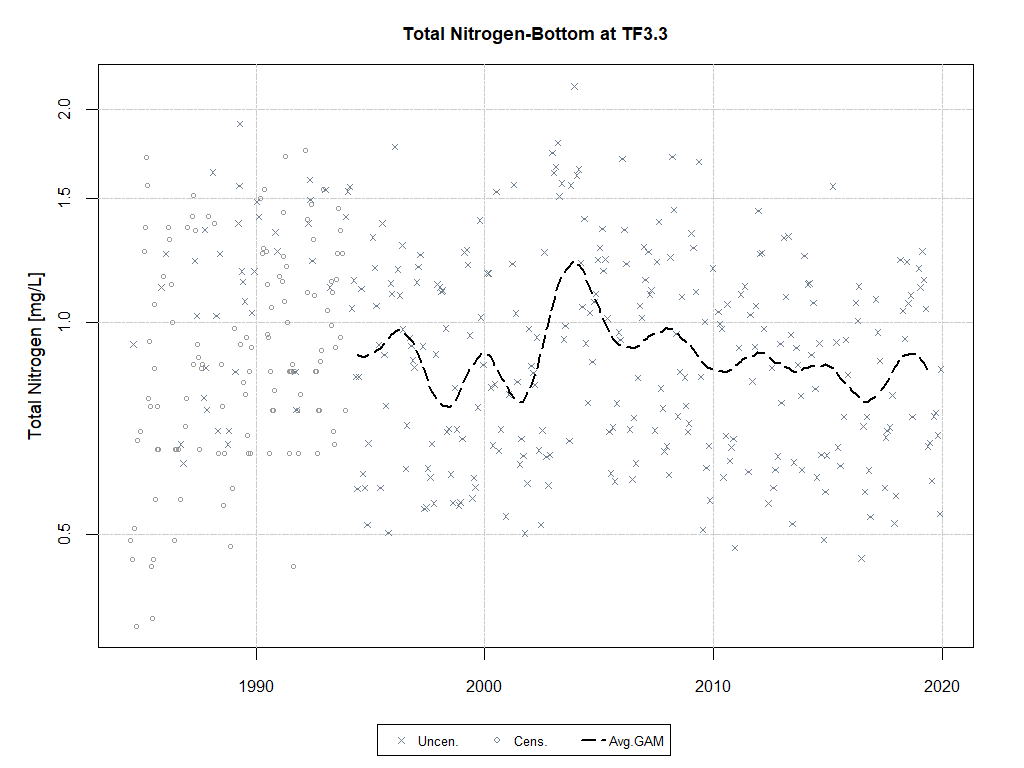 Total Nitrogen-Bottom at TF3.3
Total Nitrogen [mg/L]
2.0
1.5
1.0
0.5
1990 2000 2010 2020
Uncen. Cens. Avg.GAM